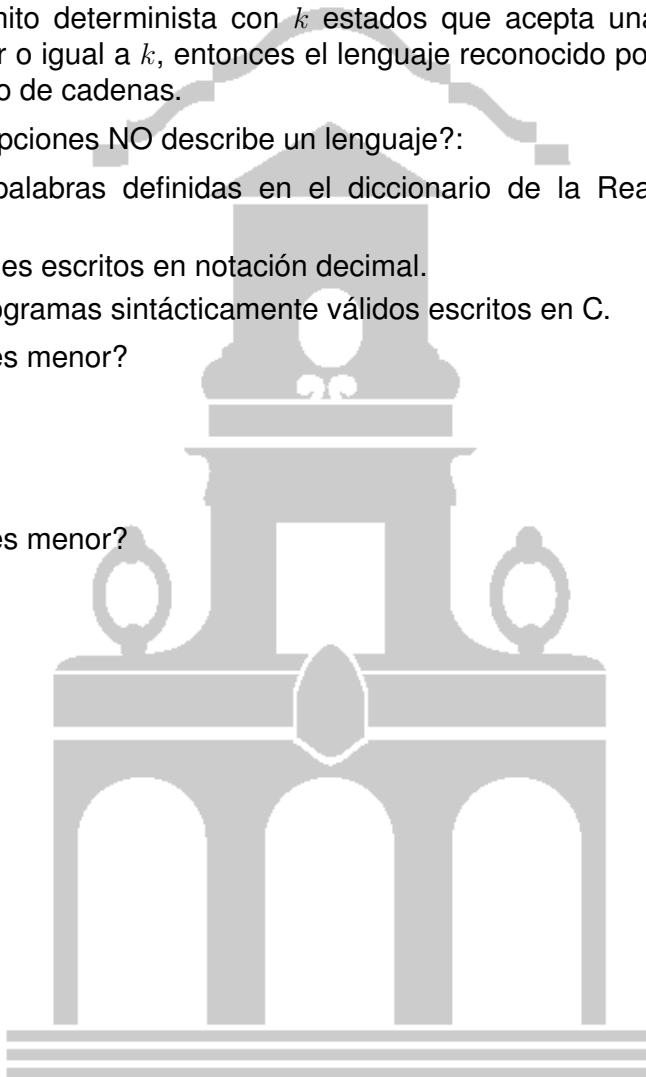 nito determinista con k estados que acepta una
r o igual a k, entonces el lenguaje reconocido po
o de cadenas.
pciones NO describe un lenguaje?:
palabras definidas en el diccionario de la Rea
es escritos en notación decimal.
ogramas sintácticamente válidos escritos en C.
es menor?
es menor?